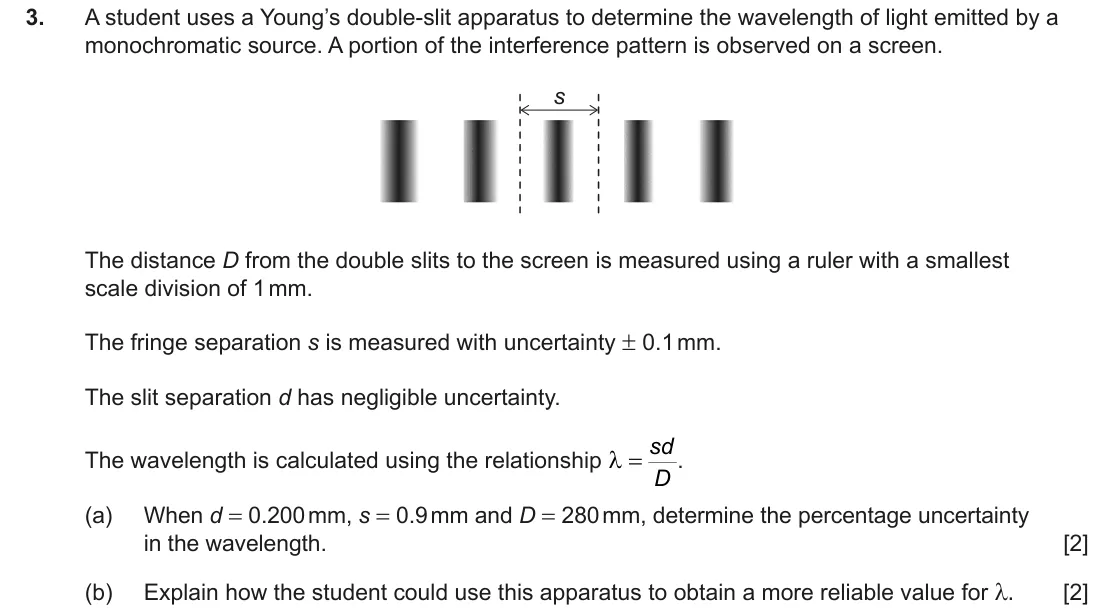 3. A student uses a Young’s double-slit apparatus to determine the wavelength of light emitted by a
monochromatic source. A portion of the interference pattern is observed on a screen.
s
The distance D from the double slits to the screen is measured using a ruler with a smallest
scale division of 1 mm.
The fringe separation s is measured with uncertainty ± 0.1 mm.
The slit separation d has negligible uncertainty.
The wavelength is calculated using the relationship λ = sd/D.
(a) When d = 0.200 mm, s = 0.9 mm and D = 280 mm, determine the percentage uncertainty
in the wavelength. [2]
(b) Explain how the student could use this apparatus to obtain a more reliable value for λ. [2]